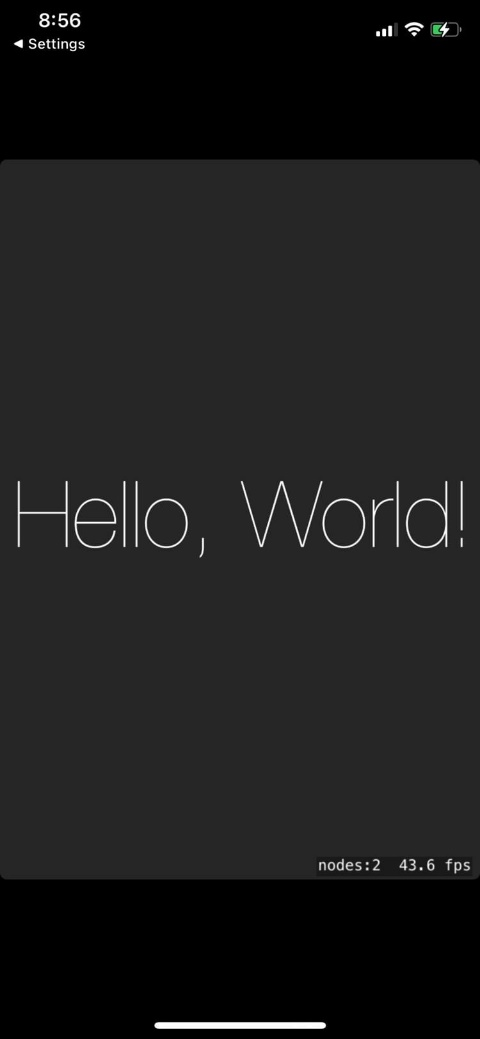 8:56
◀ Settings
Hello, World!
nodes:2 43.6 fps